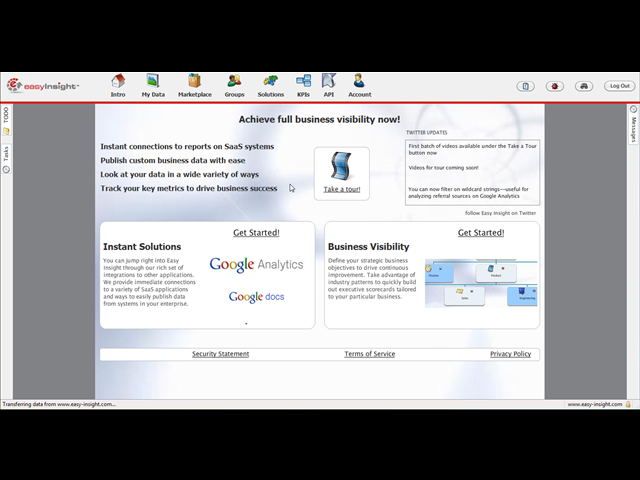 easyInsight™
Intro
My Data
Marketplace
Groups
Solutions
KPIs
API
Account
Log Out
TODO
Tasks
Messages
Achieve full business visibility now!
Instant connections to reports on SaaS systems
Publish custom business data with ease
Look at your data in a wide variety of ways
Track your key metrics to drive business success
Take a tour!
TWITTER UPDATES
First batch of videos available under the Take a Tour
button now
Videos for tour coming soon!
You can now filter on wildcard strings--useful for
analyzing referral sources on Google Analytics
follow Easy Insight on Twitter
Get Started!
Instant Solutions
You can jump right into Easy
Insight through our rich set of
integrations to other applications.
We provide immediate connections
to a variety of SaaS applications
and ways to easily publish data
from systems in your enterprise.
Google Analytics
Google docs
Get Started!
Business Visibility
Define your strategic business
objectives to drive continuous
improvement. Take advantage of
industry patterns to quickly build
out executive scorecards tailored
to your particular business.
Finance
Product
Sales
Engineering
Security Statement
Terms of Service
Privacy Policy
Transferring data from www.easy-insight.com...
www.easy-insight.com